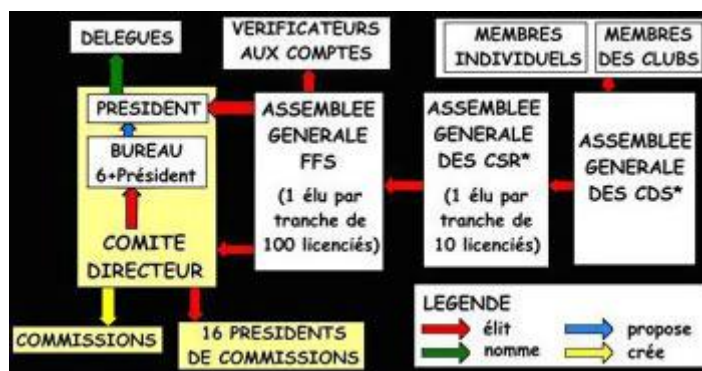 DELEGUES
VERIFICATEURS
AUX COMPTES
MEMBRES
INDIVIDUELS
MEMBRES
DES CLUBS
PRESIDENT
BUREAU
6+Président
COMITE
DIRECTEUR
ASSEMBLEE
GENERALE
FFS
(1 élu par
tranche de
100 licenciés)
ASSEMBLEE
GENERALE
DES CSR*
(1 élu par
tranche de
10 licenciés)
ASSEMBLEE
GENERALE
DES CDS*
COMMISSIONS
16 PRESIDENTS
DE COMMISSIONS
LEGENDE
élit
propose
nomme
crée